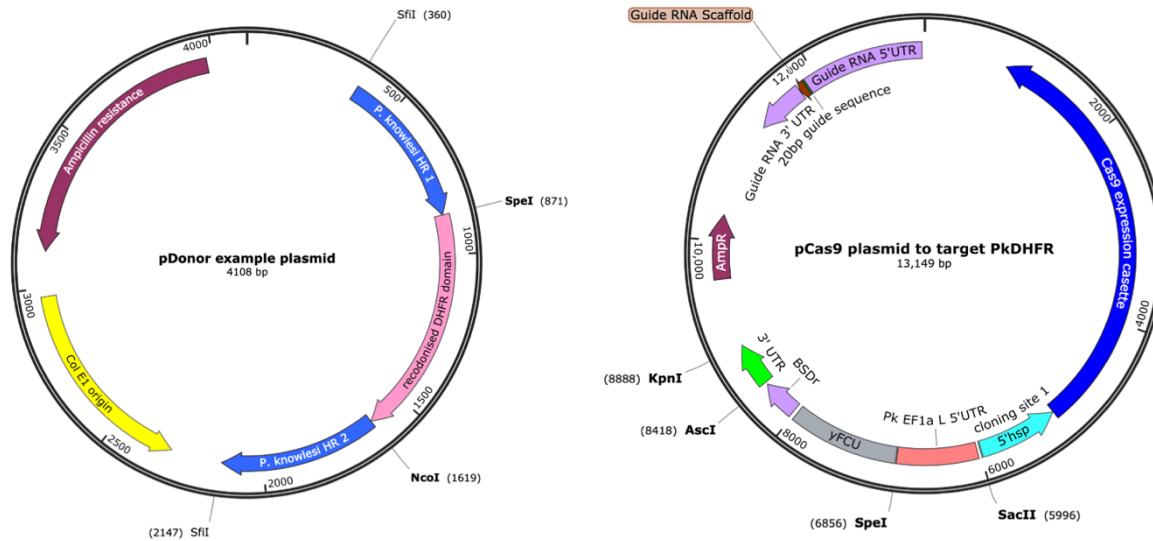 SfiI (360)
4000
500
Ampicillin resistance
P. knowlesi HR 1
3500
SpeI (871)
1000
pDonor example plasmid
4108 bp
recodonised DHFR domain
3000
Col E1 origin
1500
P. knowlesi HR 2
2500
2000
NcoI (1619)
(2147) SfiI
Guide RNA Scaffold
12,000
Guide RNA 5'UTR
2000
Guide RNA 3' UTR
20bp guide sequence
Cas9 expression casette
AmpR
10,000
pCas9 plasmid to target PkDHFR
13,149 bp
4000
3' UTR
BSDr
(8888) KpnI
Pk EF1a L 5'UTR
cloning site 1
5'hsp
(8418) AscI
yFCU
8000
6000
(6856) SpeI
SacII (5996)